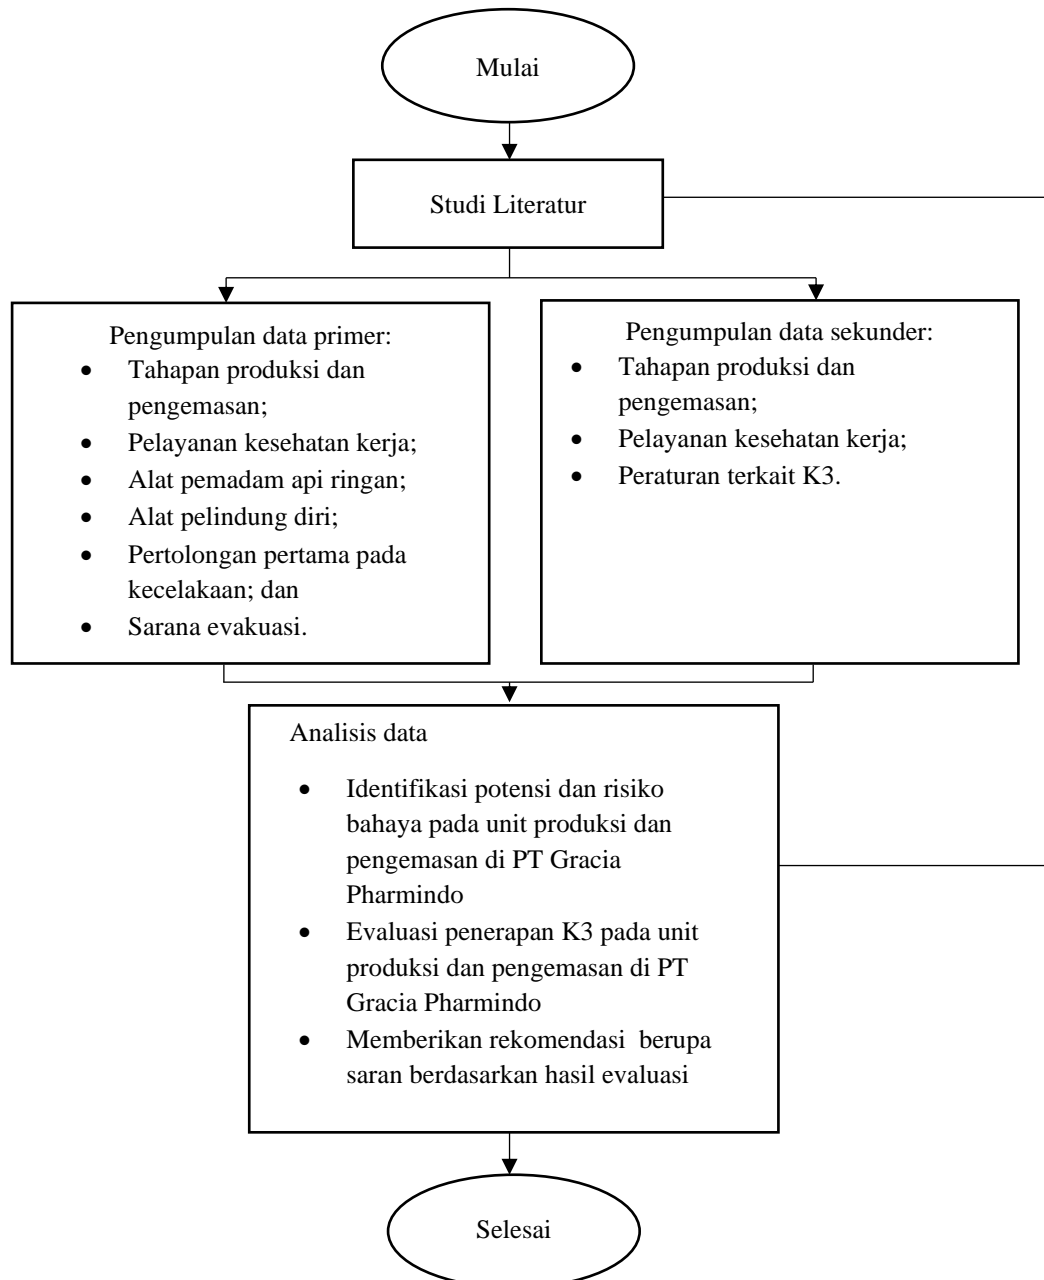 Mulai
Studi Literatur
Pengumpulan data primer:
• Tahapan produksi dan
pengemasan;
• Pelayanan kesehatan kerja;
• Alat pemadam api ringan;
• Alat pelindung diri;
• Pertolongan pertama pada
kecelakaan; dan
• Sarana evakuasi.
Pengumpulan data sekunder:
• Tahapan produksi dan
pengemasan;
• Pelayanan kesehatan kerja;
• Peraturan terkait K3.
Analisis data
• Identifikasi potensi dan risiko
bahaya pada unit produksi dan
pengemasan di PT Gracia
Pharmindo
• Evaluasi penerapan K3 pada unit
produksi dan pengemasan di PT
Gracia Pharmindo
• Memberikan rekomendasi  berupa
saran berdasarkan hasil evaluasi
Selesai